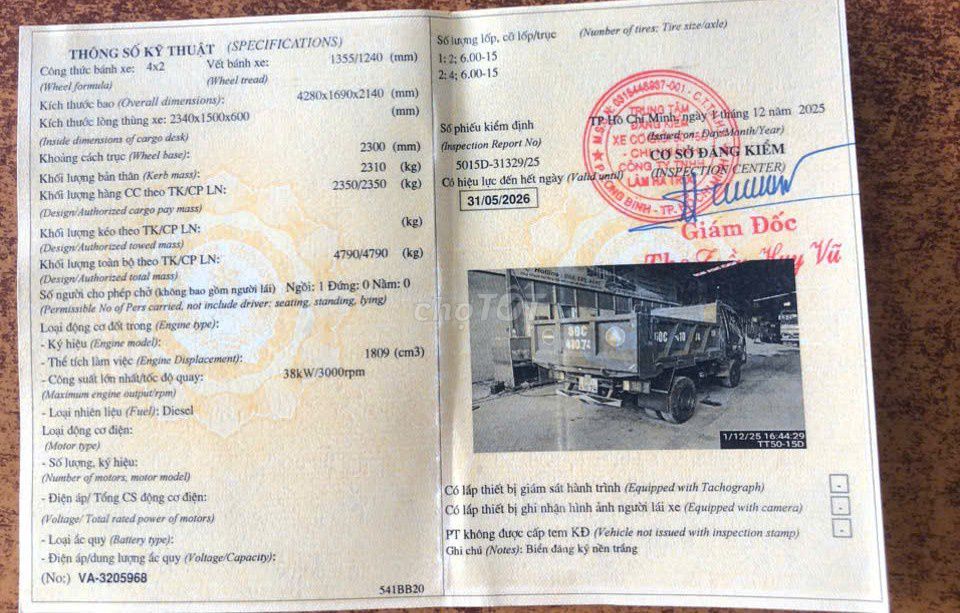 THÔNG SỐ KỸ THUẬT (SPECIFICATIONS)
Công thức bánh xe: 4x2 Vết bánh xe: 1355/1240 (mm)
(Wheel formula) (Wheel tread)
Kích thước bao (Overall dimensions): 4280x1690x2140 (mm)
Kích thước lòng thùng xe: 2340x1500x600 (mm)
(Inside dimensions of cargo desk)
Khoảng cách trục (Wheel base): 2300 (mm)
Khối lượng bản thân (Kerb mass): 2310 (kg)
Khối lượng hàng CC theo TK/CP LN: 2350/2350 (kg)
(Design/Authorized cargo pay mass)
Khối lượng kéo theo TK/CP LN: (kg)
(Design/Authorized towed mass)
Khối lượng toàn bộ theo TK/CP LN: 4790/4790 (kg)
(Design/Authorized total mass)
Số người cho phép chở (không bao gồm người lái) Ngồi: 1 Đứng: 0 Nằm: 0
(Permissible No of Pers carried, not include driver: seating, standing, lying)
Loại động cơ đốt trong (Engine type):
- Ký hiệu (Engine model):
- Thể tích làm việc (Engine Displacement): 1809 (cm3)
- Công suất lớn nhất/tốc độ quay: 38kW/3000rpm
(Maximum engine output/rpm)
- Loại nhiên liệu (Fuel): Diesel
Loại động cơ điện:
(Motor type)
- Số lượng, ký hiệu:
(Number of motors, motor model)
- Điện áp/ Tổng CS động cơ điện:
(Voltage/ Total rated power of motors)
- Loại ắc quy (Battery type):
- Điện áp/dung lượng ắc quy (Voltage/Capacity):
(No:) VA-3205968
541BB20
Số lượng lốp, cỡ lốp/trục (Number of tires: Tire size/axle)
1; 2; 6.00-15
2; 4; 6.00-15
TP Hồ Chí Minh, ngày 1 tháng 12 năm 2025
(Issued on: Day/Month/Year)
Số phiếu kiểm định
(Inspection Report No)
CƠ SỞ ĐĂNG KIỂM
(INSPECTION CENTER)
5015D-31329/25
Có hiệu lực đến hết ngày (Valid until)
31/05/2026
TRUNG TÂM
ĐĂNG KIỂM
XE CƠ GIỚI
CÔNG TY TNHH
Giám Đốc
Huy Vũ
chợTỐT
50C
1/12/25 16:44:29
TT50-15D
Có lắp thiết bị giám sát hành trình (Equipped with Tachograph) -
Có lắp thiết bị ghi nhận hình ảnh người lái xe (Equipped with camera) -
PT không được cấp tem KĐ (Vehicle not issued with inspection stamp) -
Ghi chú (Notes): Biển đăng ký nền trắng